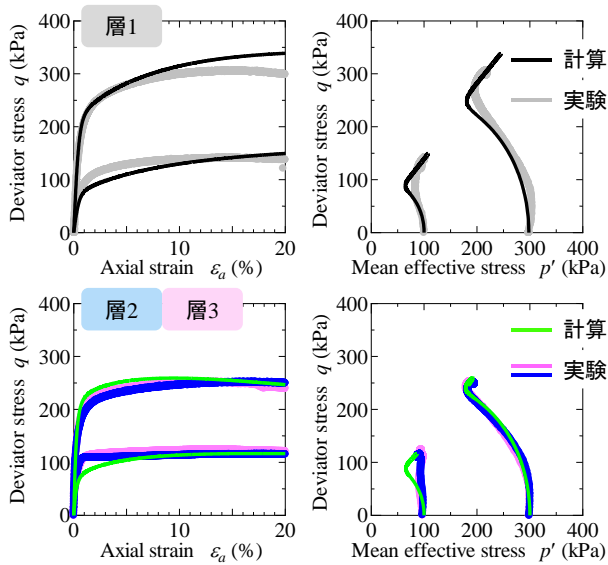 層1
Deviator stress q (kPa)
400
300
200
100
0
0 10 20
Axial strain εa (%)
Deviator stress q (kPa)
400
300
200
100
0
0 100 200 300 400
Mean effective stress p′ (kPa)
計算
実験
層2 層3
Deviator stress q (kPa)
400
300
200
100
0
0 10 20
Axial strain εa (%)
Deviator stress q (kPa)
400
300
200
100
0
0 100 200 300 400
Mean effective stress p′ (kPa)
計算
実験